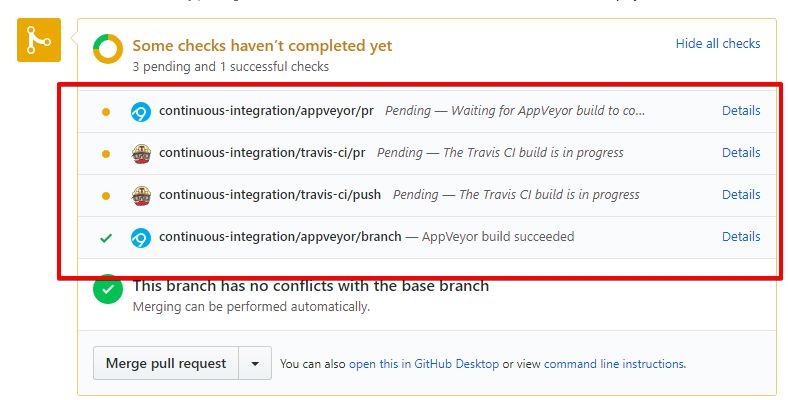 Some checks haven't completed yet
Hide all checks
3 pending and 1 successful checks
continuous-integration/appveyor/pr Pending — Waiting for AppVeyor build to co... Details
continuous-integration/travis-ci/pr Pending — The Travis CI build is in progress Details
continuous-integration/travis-ci/push Pending — The Travis CI build is in progress Details
continuous-integration/appveyor/branch — AppVeyor build succeeded Details
This branch has no conflicts with the base branch
Merging can be performed automatically.
Merge pull request You can also open this in GitHub Desktop or view command line instructions.